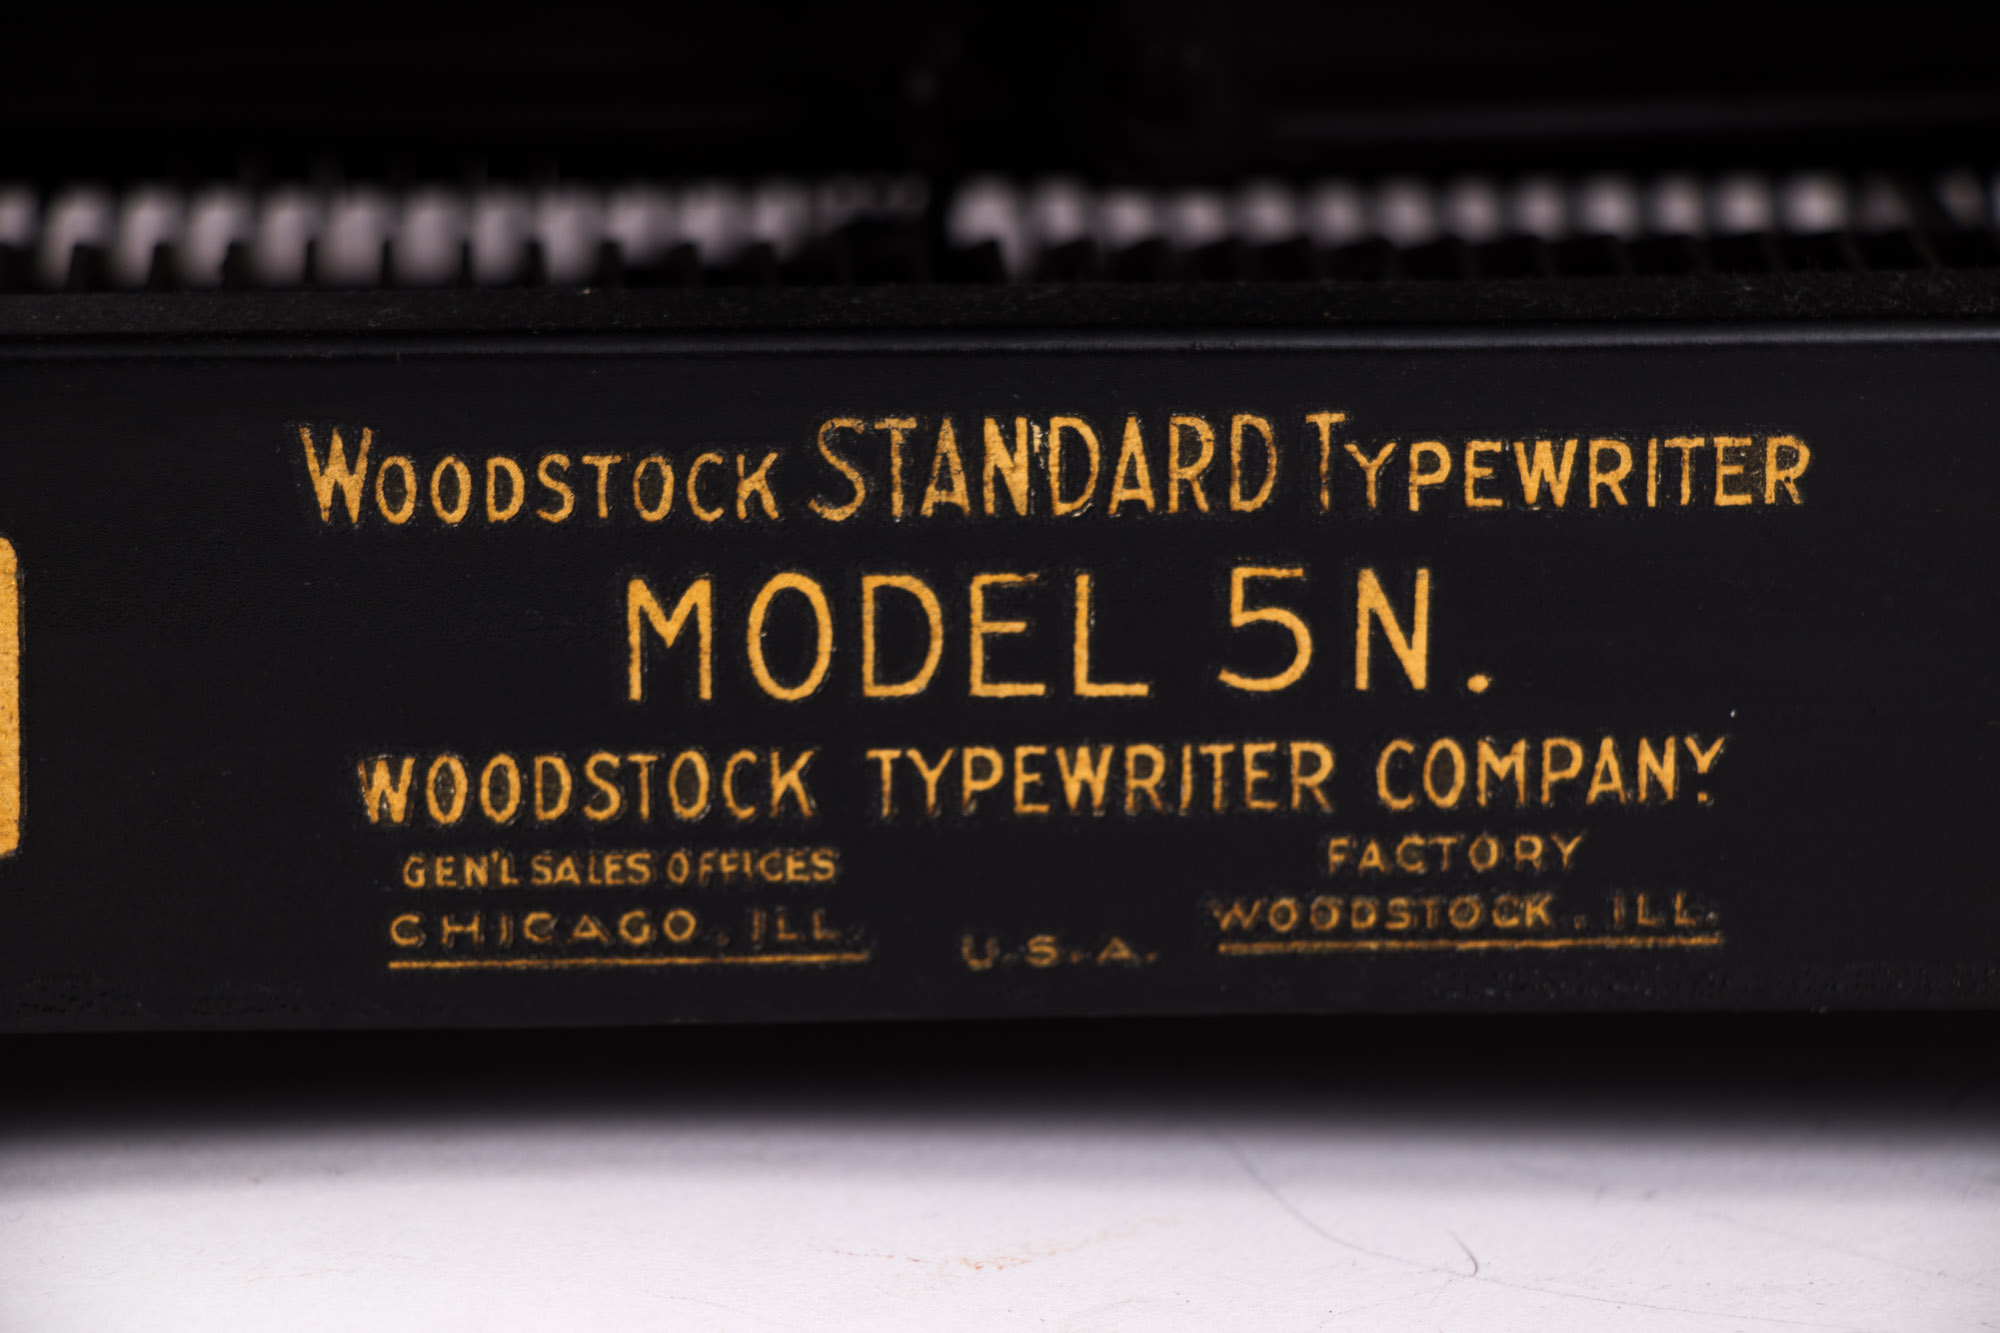 WOODSTOCK STANDARD TYPEWRITER
MODEL 5N.
WOODSTOCK TYPEWRITER COMPANY
GEN'L SALES OFFICES
CHICAGO, ILL.
U.S.A.
FACTORY
WOODSTOCK, ILL.